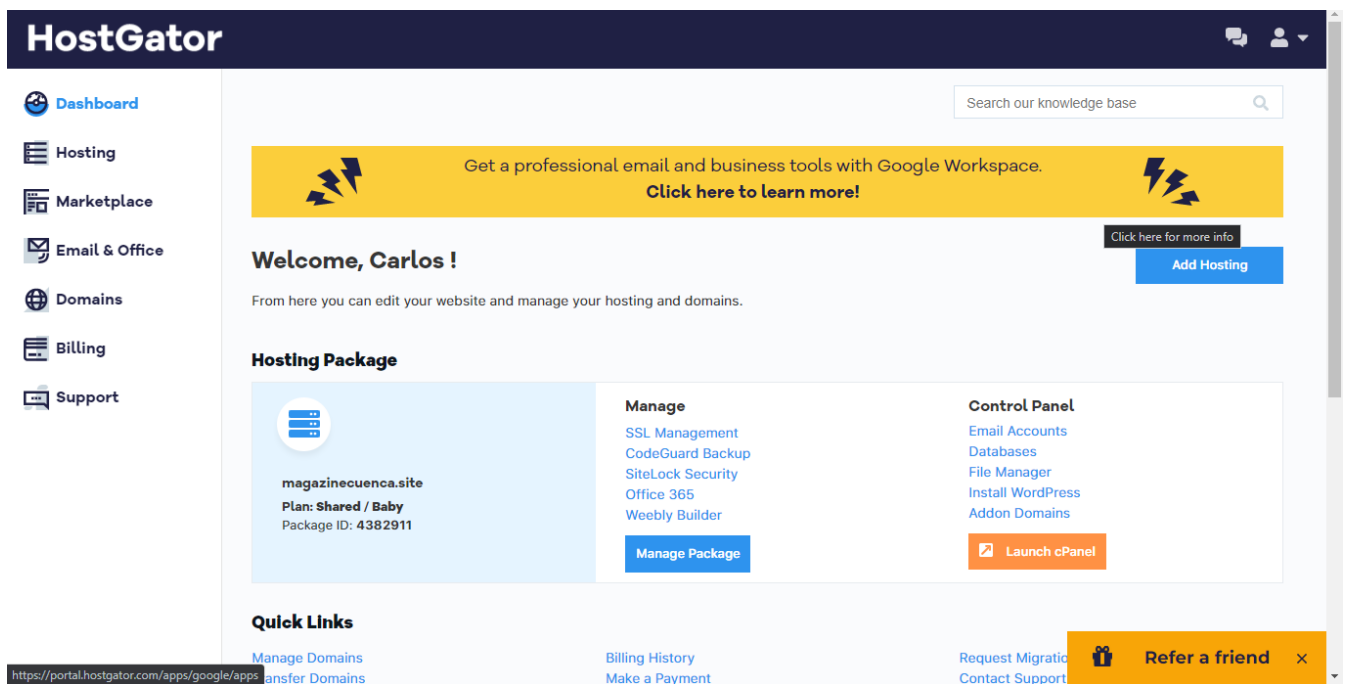 HostGator
Dashboard
Hosting
Marketplace
Email & Office
Domains
Billing
Support
Search our knowledge base
Get a professional email and business tools with Google Workspace.
Click here to learn more!
Click here for more info
Welcome, Carlos !
Add Hosting
From here you can edit your website and manage your hosting and domains.
Hosting Package
magazinecuenca.site
Plan: Shared / Baby
Package ID: 4382911
Manage
SSL Management
CodeGuard Backup
SiteLock Security
Office 365
Weebly Builder
Manage Package
Control Panel
Email Accounts
Databases
File Manager
Install WordPress
Addon Domains
Launch cPanel
Quick Links
Manage Domains
Billing History
Request Migratio
ansfer Domains
Make a Payment
Contact Support
Refer a friend
https://portal.hostgator.com/apps/google/apps